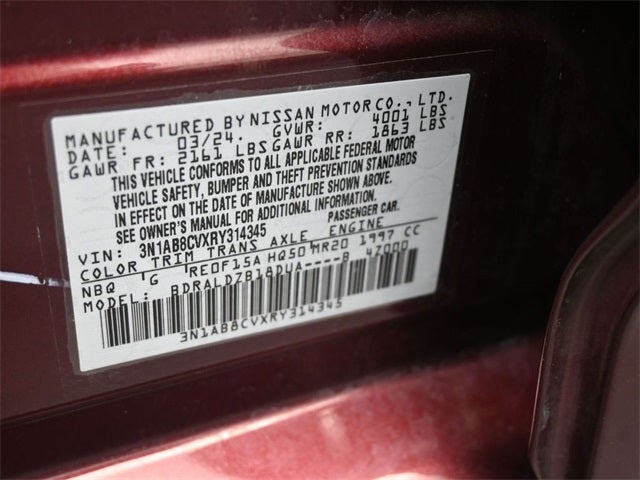 MANUFACTURED BY NISSAN MOTOR CO., LTD.
DATE: 03/24. GVWR: 4001 LBS
GAWR FR: 2161 LBS GAWR RR: 1863 LBS
THIS VEHICLE CONFORMS TO ALL APPLICABLE FEDERAL MOTOR
VEHICLE SAFETY, BUMPER AND THEFT PREVENTION STANDARDS
IN EFFECT ON THE DATE OF MANUFACTURE SHOWN ABOVE.
SEE OWNER'S MANUAL FOR ADDITIONAL INFORMATION.
VIN: 3N1AB8CVXRY314345 PASSENGER CAR.
COLOR TRIM TRANS AXLE ENGINE
NBQ G RE0F15A HQ50 MR20 1997 CC
MODEL: BDRALDZB18DUA----B 47000
3N1AB8CVXRY314345